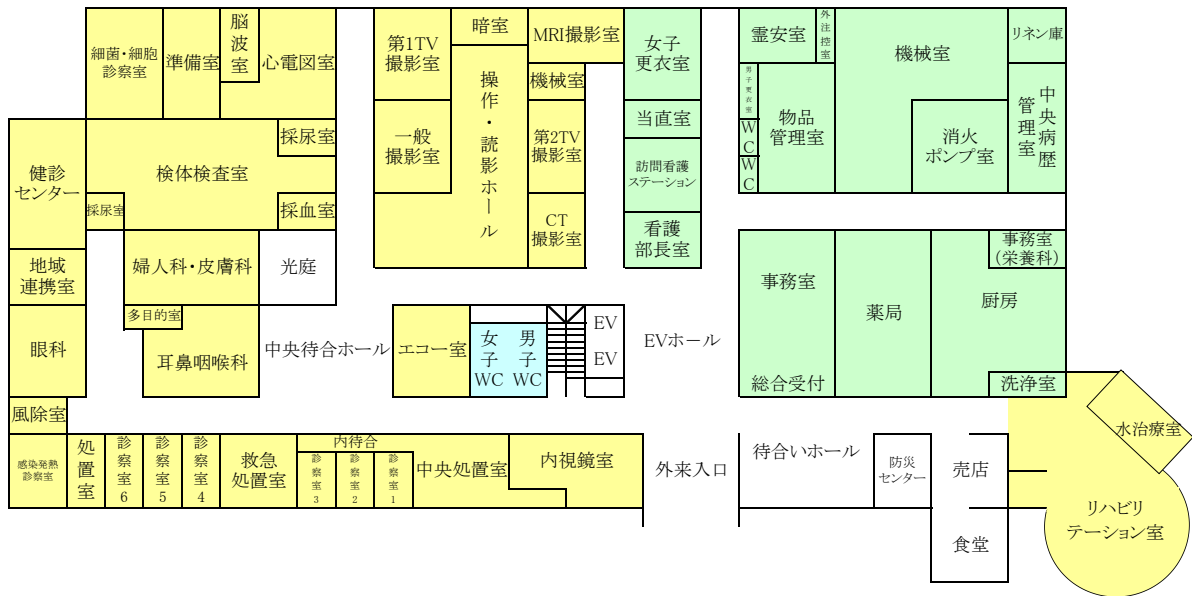 細菌・細胞
診察室
準備室
脳波室
心電図室
第1TV
撮影室
暗室
MRI撮影室
女子
更衣室
霊安室
外注控室
機械室
リネン庫
機械室
操作・読影ホール
男子更衣室
物品
管理室
中央病歴
管理室
消火
ポンプ室
健診
センター
検体検査室
採尿室
一般
撮影室
第2TV
撮影室
当直室
WC
WC
訪問看護
ステーション
採尿室
採血室
CT
撮影室
看護
部長室
地域
連携室
婦人科・皮膚科
光庭
事務室
薬局
厨房
事務室
(栄養科)
多目的室
眼科
耳鼻咽喉科
中央待合ホール
エコー室
女子
WC
男子
WC
EV
EV
EVホール
総合受付
洗浄室
風除室
水治療室
感染発熱
診察室
処置室
診察室6
診察室5
診察室4
救急
処置室
内待合
診察室3
診察室2
診察室1
中央処置室
内視鏡室
外来入口
待合いホール
防災
センター
売店
食堂
リハビリ
テーション室